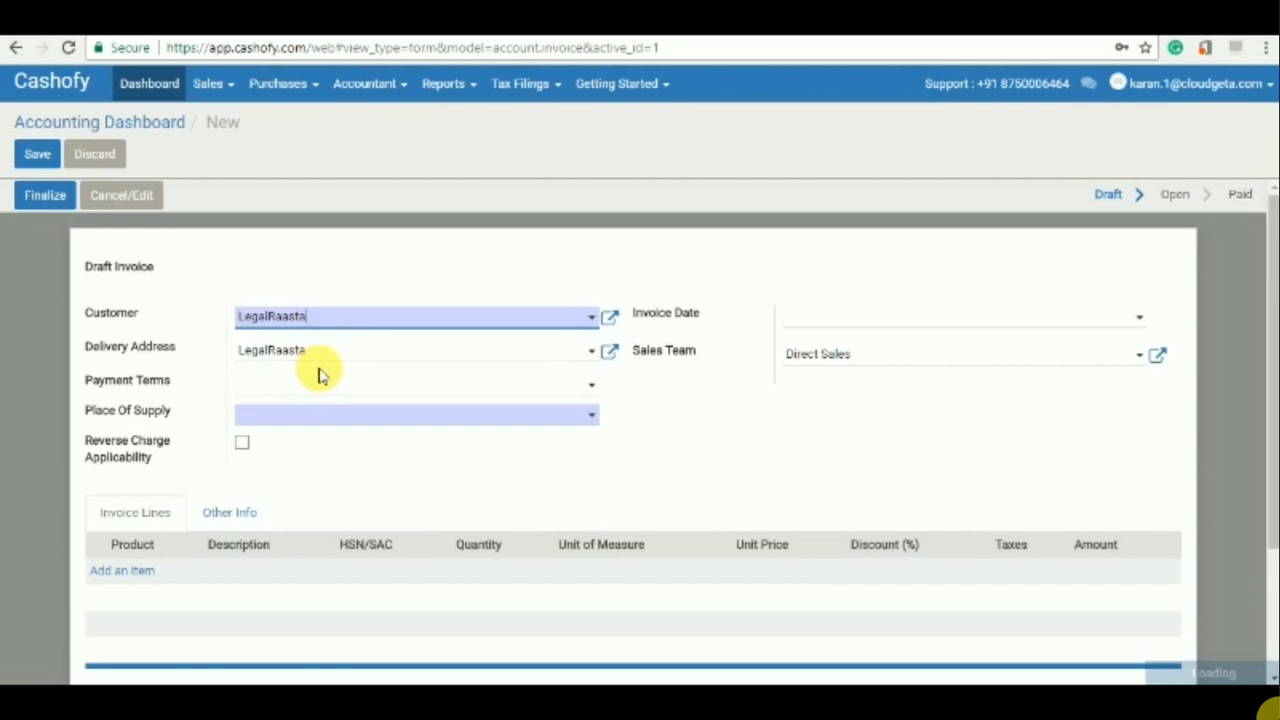 Secure https://app.cashofy.com/web#view_type=form&model=account.invoice&active_id=1
Cashofy Dashboard Sales Purchases Accountant Reports Tax Filings Getting Started Support : +91 8750006464 karan.1@cloudgeta.com
Accounting Dashboard / New
Save Discard
Finalize Cancel/Edit Draft Open Paid
Draft Invoice
Customer LegalRaasta Invoice Date
Delivery Address LegalRaasta Sales Team Direct Sales
Payment Terms
Place Of Supply
Reverse Charge
Applicability
Invoice Lines Other Info
Product Description HSN/SAC Quantity Unit of Measure Unit Price Discount (%) Taxes Amount
Add an item
Loading